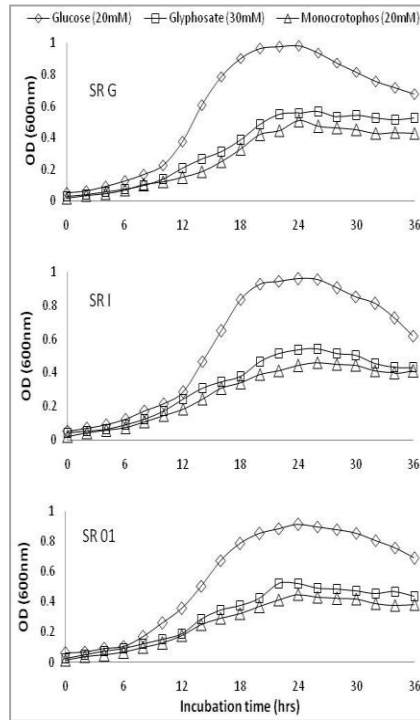 Glucose (20mM) Glyphosate (30mM) Monocrotophos (20mM)
1
0.8
0.6
0.4
0.2
0
OD (600nm)
SR G
0 6 12 18 24 30 36
1
0.8
0.6
0.4
0.2
0
OD (600nm)
SR I
0 6 12 18 24 30 36
1
0.8
0.6
0.4
0.2
0
OD (600nm)
SR 01
0 6 12 18 24 30 36
Incubation time (hrs)